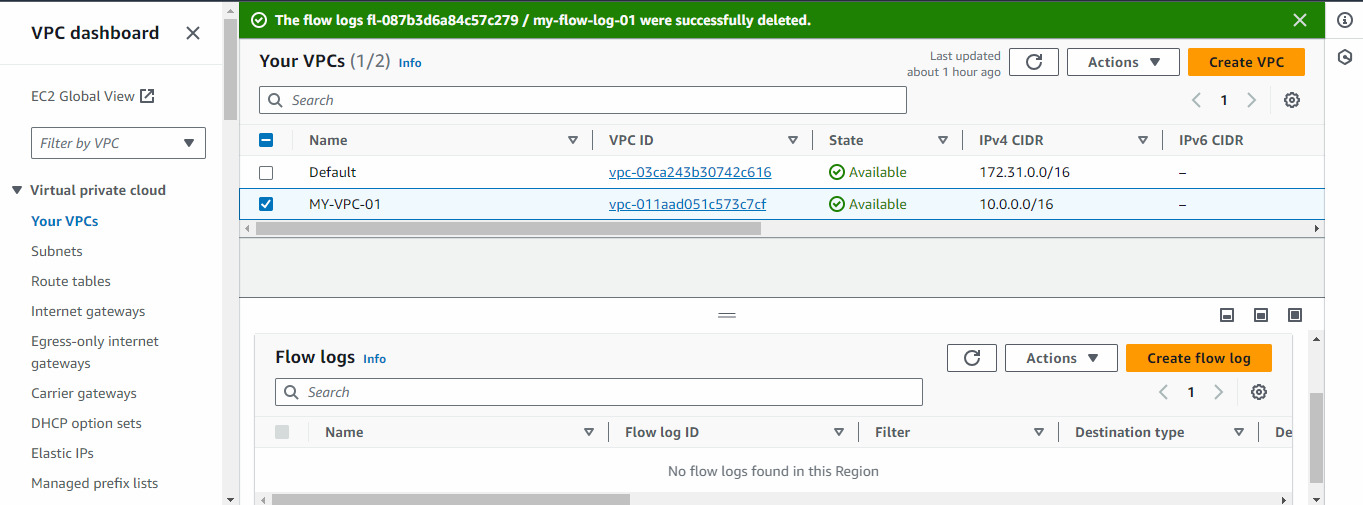 The flow logs fl-087b3d6a84c57c279 / my-flow-log-01 were successfully deleted.
VPC dashboard
EC2 Global View
Filter by VPC
Virtual private cloud
Your VPCs
Subnets
Route tables
Internet gateways
Egress-only internet
gateways
Carrier gateways
DHCP option sets
Elastic IPs
Managed prefix lists
Your VPCs (1/2) Info
Last updated
about 1 hour ago
Actions
Create VPC
Search
1
Name VPC ID State IPv4 CIDR IPv6 CIDR
Default vpc-03ca243b30742c616 Available 172.31.0.0/16 –
MY-VPC-01 vpc-011aad051c573c7cf Available 10.0.0.0/16 –
Flow logs Info
Actions
Create flow log
Search
1
Name Flow log ID Filter Destination type De
No flow logs found in this Region